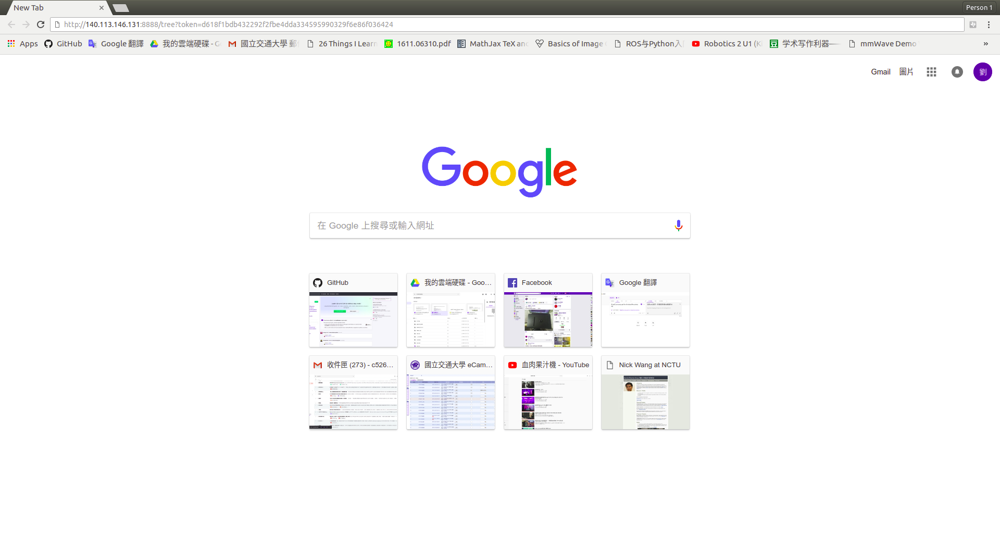 New Tab
Person 1
http://140.113.146.131:8888/tree?token=d618f1bdb432292f2fbe4dda334595990329f6e86f036424
Apps GitHub Google 翻譯 我的雲端硬碟 - G 國立交通大學 郵 26 Things I Learn 1611.06310.pdf MathJax TeX and Basics of Image ROS与Python入 Robotics 2 U1 (Ki 学术写作利器—— mmWave Demo »
Gmail 圖片 劉
Google
在 Google 上搜尋或輸入網址
GitHub 我的雲端硬碟 - Goo... Facebook Google 翻譯
收件匣 (273) - c526... 國立交通大學 eCam... 血肉果汁機 - YouTube Nick Wang at NCTU